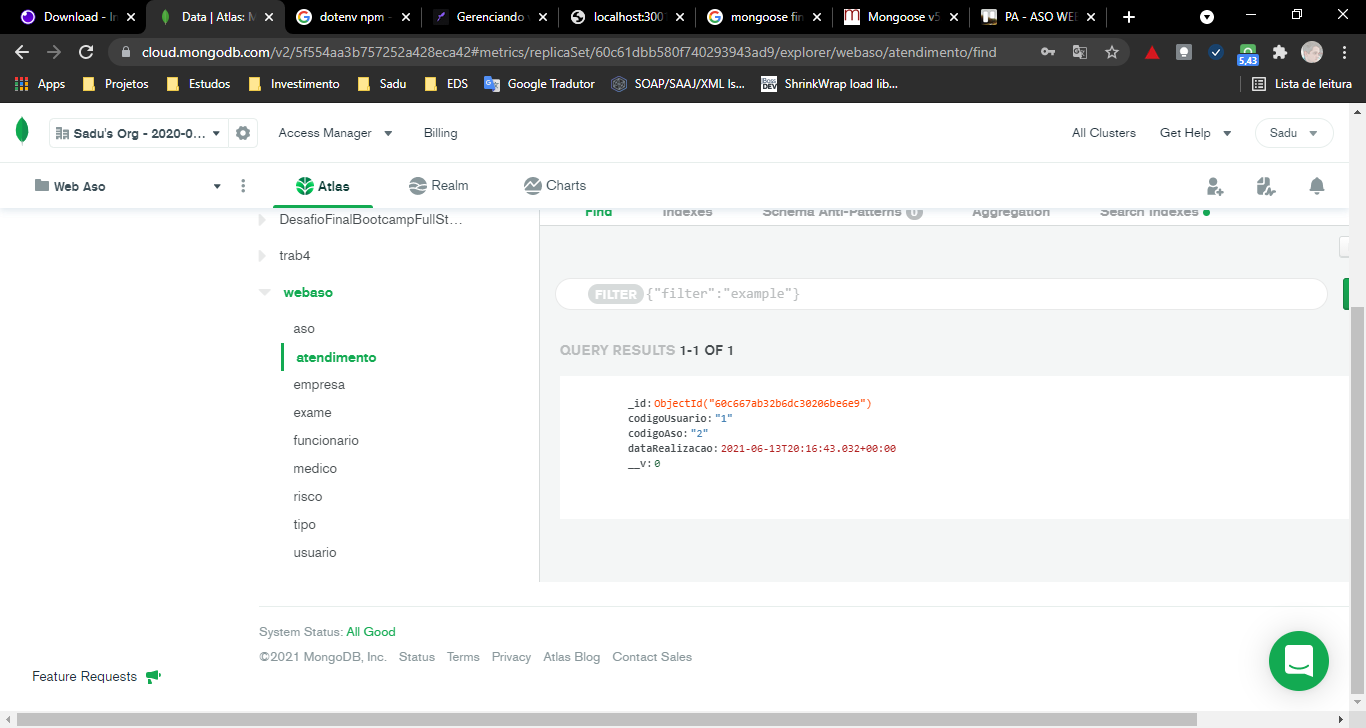 Download - In
Data | Atlas: M
dotenv npm -
Gerenciando v
localhost:300
mongoose fin
Mongoose v5
PA - ASO WEB
cloud.mongodb.com/v2/5f554aa3b757252a428eca42#metrics/replicaSet/60c61dbb580f740293943ad9/explorer/webaso/atendimento/find
5,43
Apps Projetos Estudos Investimento Sadu EDS Google Tradutor SOAP/SAAJ/XML Is... ShrinkWrap load lib... Lista de leitura
Sadu's Org - 2020-0... Access Manager Billing All Clusters Get Help Sadu
Web Aso Atlas Realm Charts
Find Indexes Schema Anti-Patterns 0 Aggregation Search Indexes
DesafioFinalBootcampFullSt...
trab4
webaso
aso
atendimento
empresa
exame
funcionario
medico
risco
tipo
usuario
FILTER {"filter":"example"}
QUERY RESULTS 1-1 OF 1
_id: ObjectId("60c667ab32b6dc30206be6e9")
codigoUsuario: "1"
codigoAso: "2"
dataRealizacao: 2021-06-13T20:16:43.032+00:00
__v: 0
System Status: All Good
©2021 MongoDB, Inc. Status Terms Privacy Atlas Blog Contact Sales
Feature Requests